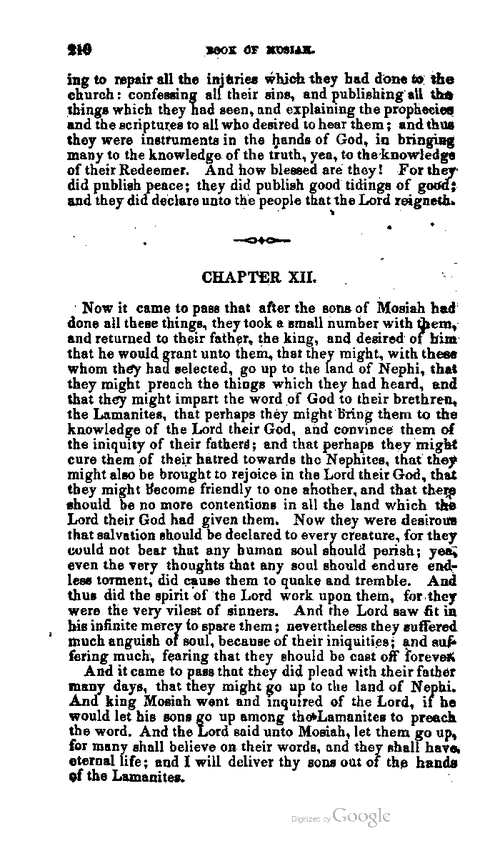 210 BOOK OF MOSIAH.
ing to repair all the injuries which they had done to the
church: confessing all their sins, and publishing all the
things which they had seen, and explaining the prophecies
and the scriptures to all who desired to hear them; and thus
they were instruments in the hands of God, in bringing
many to the knowledge of the truth, yea, to the knowledge
of their Redeemer. And how blessed are they! For they
did publish peace; they did publish good tidings of good;
and they did declare unto the people that the Lord reigneth.
CHAPTER XII.
Now it came to pass that after the sons of Mosiah had
done all these things, they took a small number with them,
and returned to their father, the king, and desired of him
that he would grant unto them, that they might, with these
whom they had selected, go up to the land of Nephi, that
they might preach the things which they had heard, and
that they might impart the word of God to their brethren,
the Lamanites, that perhaps they might bring them to the
knowledge of the Lord their God, and convince them of
the iniquity of their fathers; and that perhaps they might
cure them of their hatred towards the Nephites, that they
might also be brought to rejoice in the Lord their God, that
they might become friendly to one another, and that there
should be no more contentions in all the land which the
Lord their God had given them. Now they were desirous
that salvation should be declared to every creature, for they
could not bear that any human soul should perish; yea,
even the very thoughts that any soul should endure end-
less torment, did cause them to quake and tremble. And
thus did the spirit of the Lord work upon them, for they
were the very vilest of sinners. And the Lord saw fit in
his infinite mercy to spare them; nevertheless they suffered
much anguish of soul, because of their iniquities; and suf-
fering much, fearing that they should be cast off forever.
And it came to pass that they did plead with their father
many days, that they might go up to the land of Nephi.
And king Mosiah went and inquired of the Lord, if he
would let his sons go up among the Lamanites to preach
the word. And the Lord said unto Mosiah, let them go up,
for many shall believe on their words, and they shall have
eternal life; and I will deliver thy sons out of the hands
of the Lamanites.
Digitized by Google